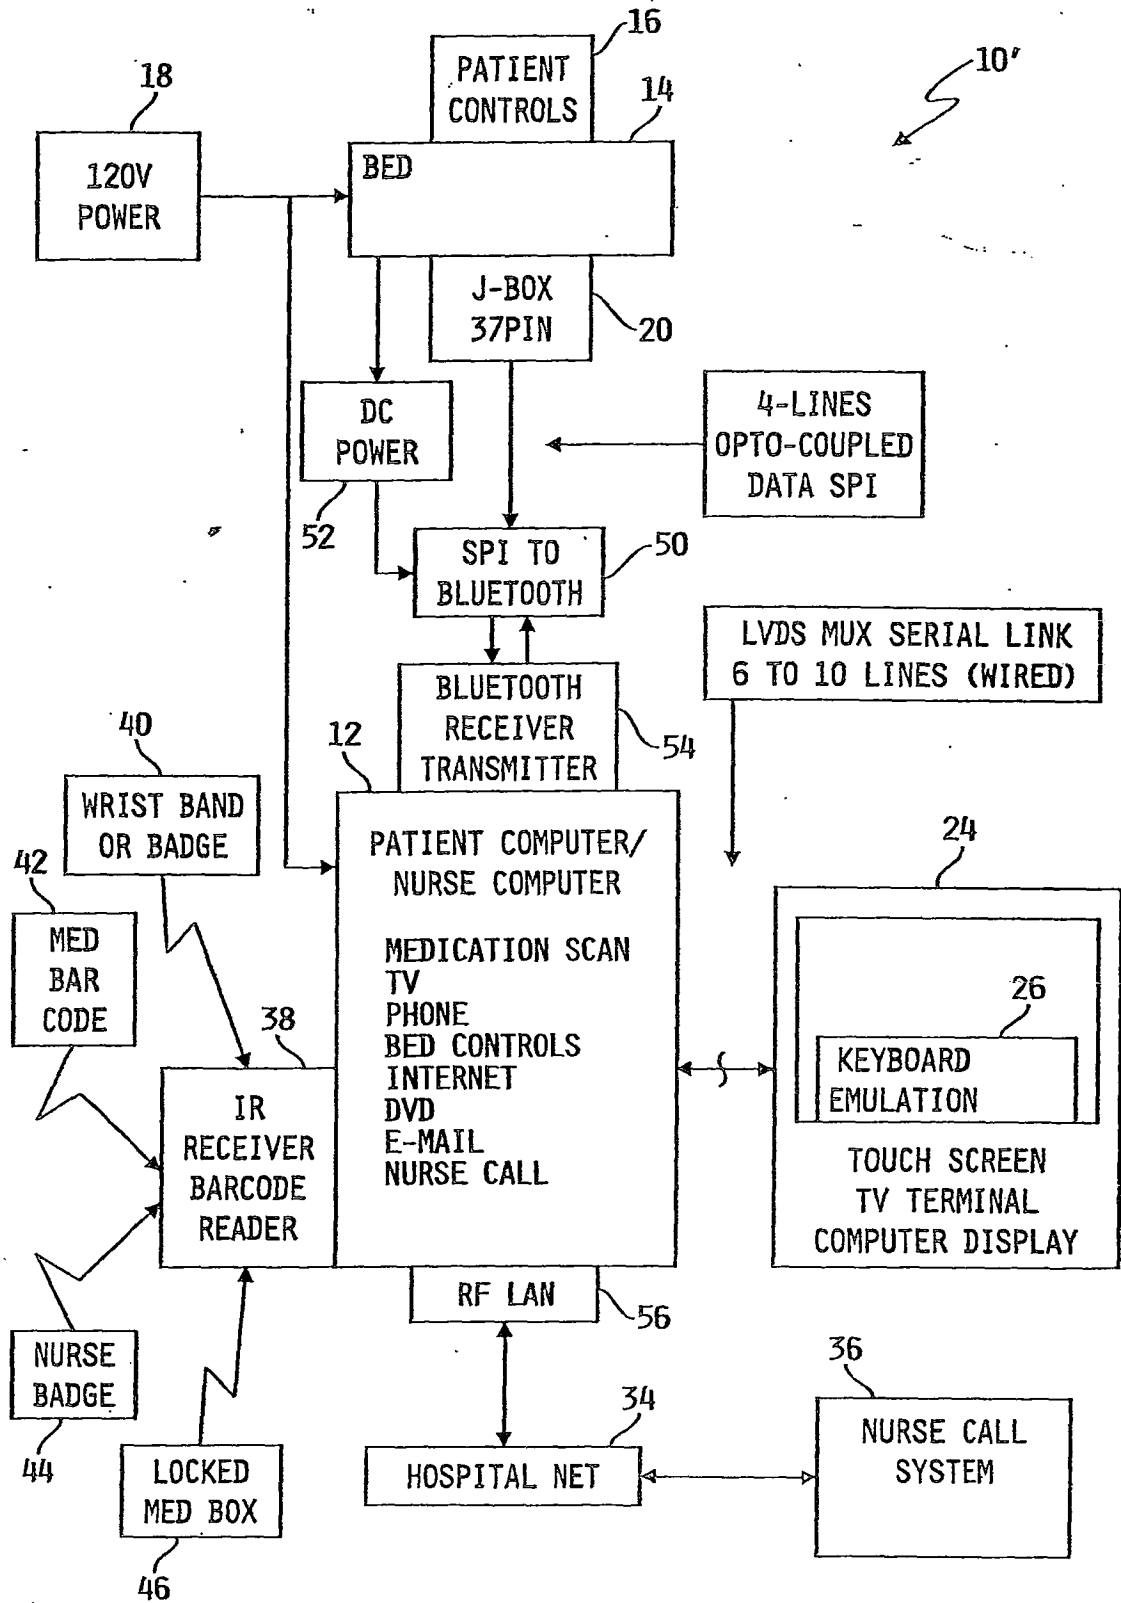 16
10'
18
PATIENT
CONTROLS
14
120V
POWER
BED
J-BOX
37PIN
20
DC
POWER
52
4-LINES
OPTO-COUPLED
DATA SPI
SPI TO
BLUETOOTH
50
LVDS MUX SERIAL LINK
6 TO 10 LINES (WIRED)
BLUETOOTH
RECEIVER
TRANSMITTER
54
40
12
WRIST BAND
OR BADGE
42
MED
BAR
CODE
PATIENT COMPUTER/
NURSE COMPUTER
MEDICATION SCAN
TV
PHONE
BED CONTROLS
INTERNET
DVD
E-MAIL
NURSE CALL
24
26
KEYBOARD
EMULATION
TOUCH SCREEN
TV TERMINAL
COMPUTER DISPLAY
38
IR
RECEIVER
BARCODE
READER
RF LAN
56
NURSE
BADGE
44
LOCKED
MED BOX
46
34
HOSPITAL NET
36
NURSE CALL
SYSTEM